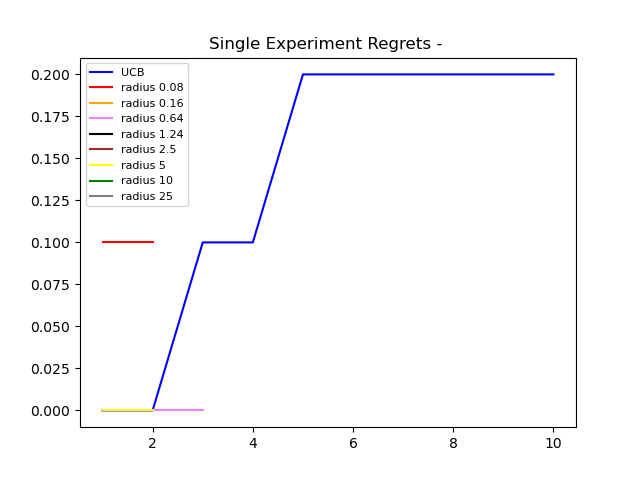 Single Experiment Regrets -
UCB
radius 0.08
radius 0.16
radius 0.64
radius 1.24
radius 2.5
radius 5
radius 10
radius 25
0.200
0.175
0.150
0.125
0.100
0.075
0.050
0.025
0.000
2 4 6 8 10